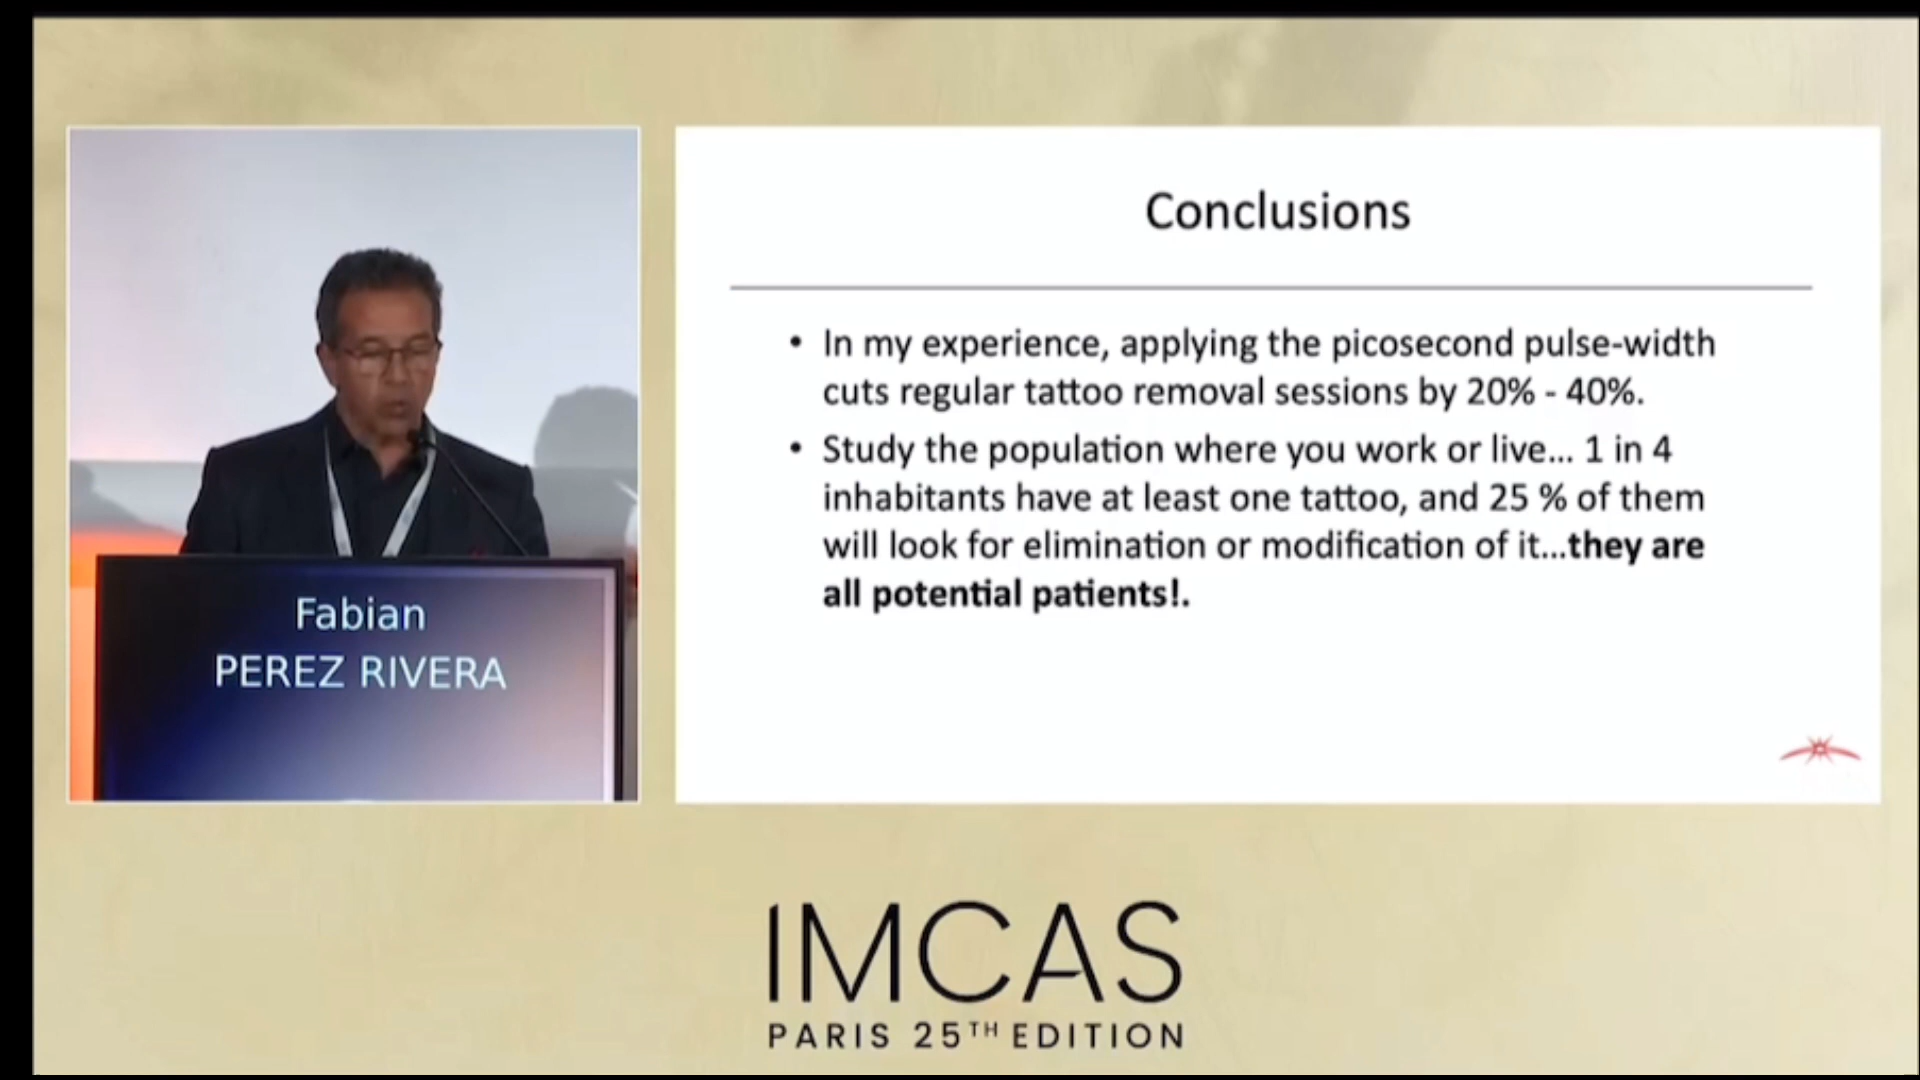 Fabian
PEREZ RIVERA
Conclusions
• In my experience, applying the picosecond pulse-width
cuts regular tattoo removal sessions by 20% - 40%.
• Study the population where you work or live... 1 in 4
inhabitants have at least one tattoo, and 25 % of them
will look for elimination or modification of it...they are
all potential patients!.
IMCAS
PARIS 25TH EDITION